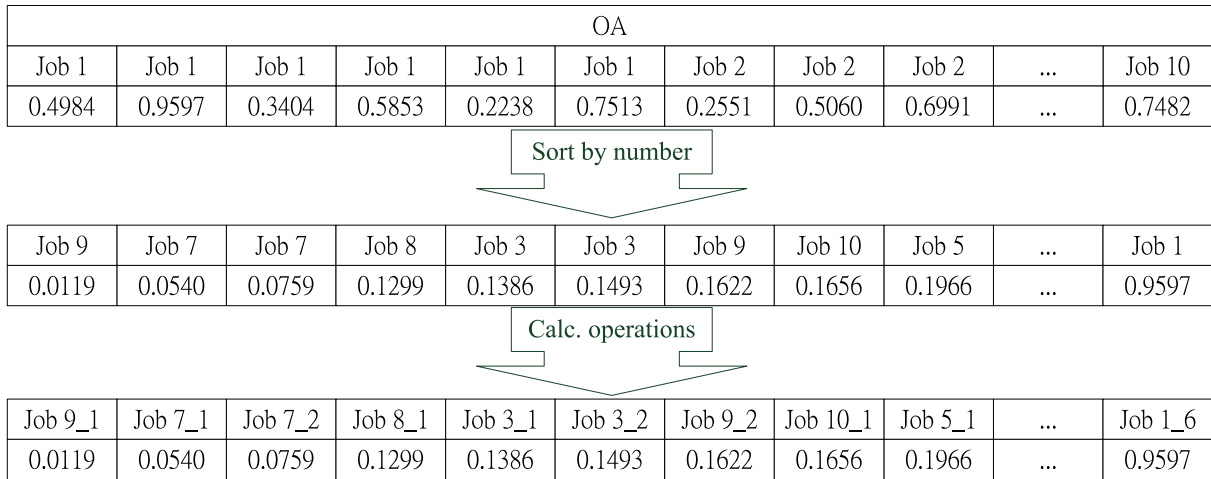 OA
Job 1 Job 1 Job 1 Job 1 Job 1 Job 1 Job 2 Job 2 Job 2 ... Job 10
0.4984 0.9597 0.3404 0.5853 0.2238 0.7513 0.2551 0.5060 0.6991 ... 0.7482
Sort by number
Job 9 Job 7 Job 7 Job 8 Job 3 Job 3 Job 9 Job 10 Job 5 ... Job 1
0.0119 0.0540 0.0759 0.1299 0.1386 0.1493 0.1622 0.1656 0.1966 ... 0.9597
Calc. operations
Job 9_1 Job 7_1 Job 7_2 Job 8_1 Job 3_1 Job 3_2 Job 9_2 Job 10_1 Job 5_1 ... Job 1_6
0.0119 0.0540 0.0759 0.1299 0.1386 0.1493 0.1622 0.1656 0.1966 ... 0.9597